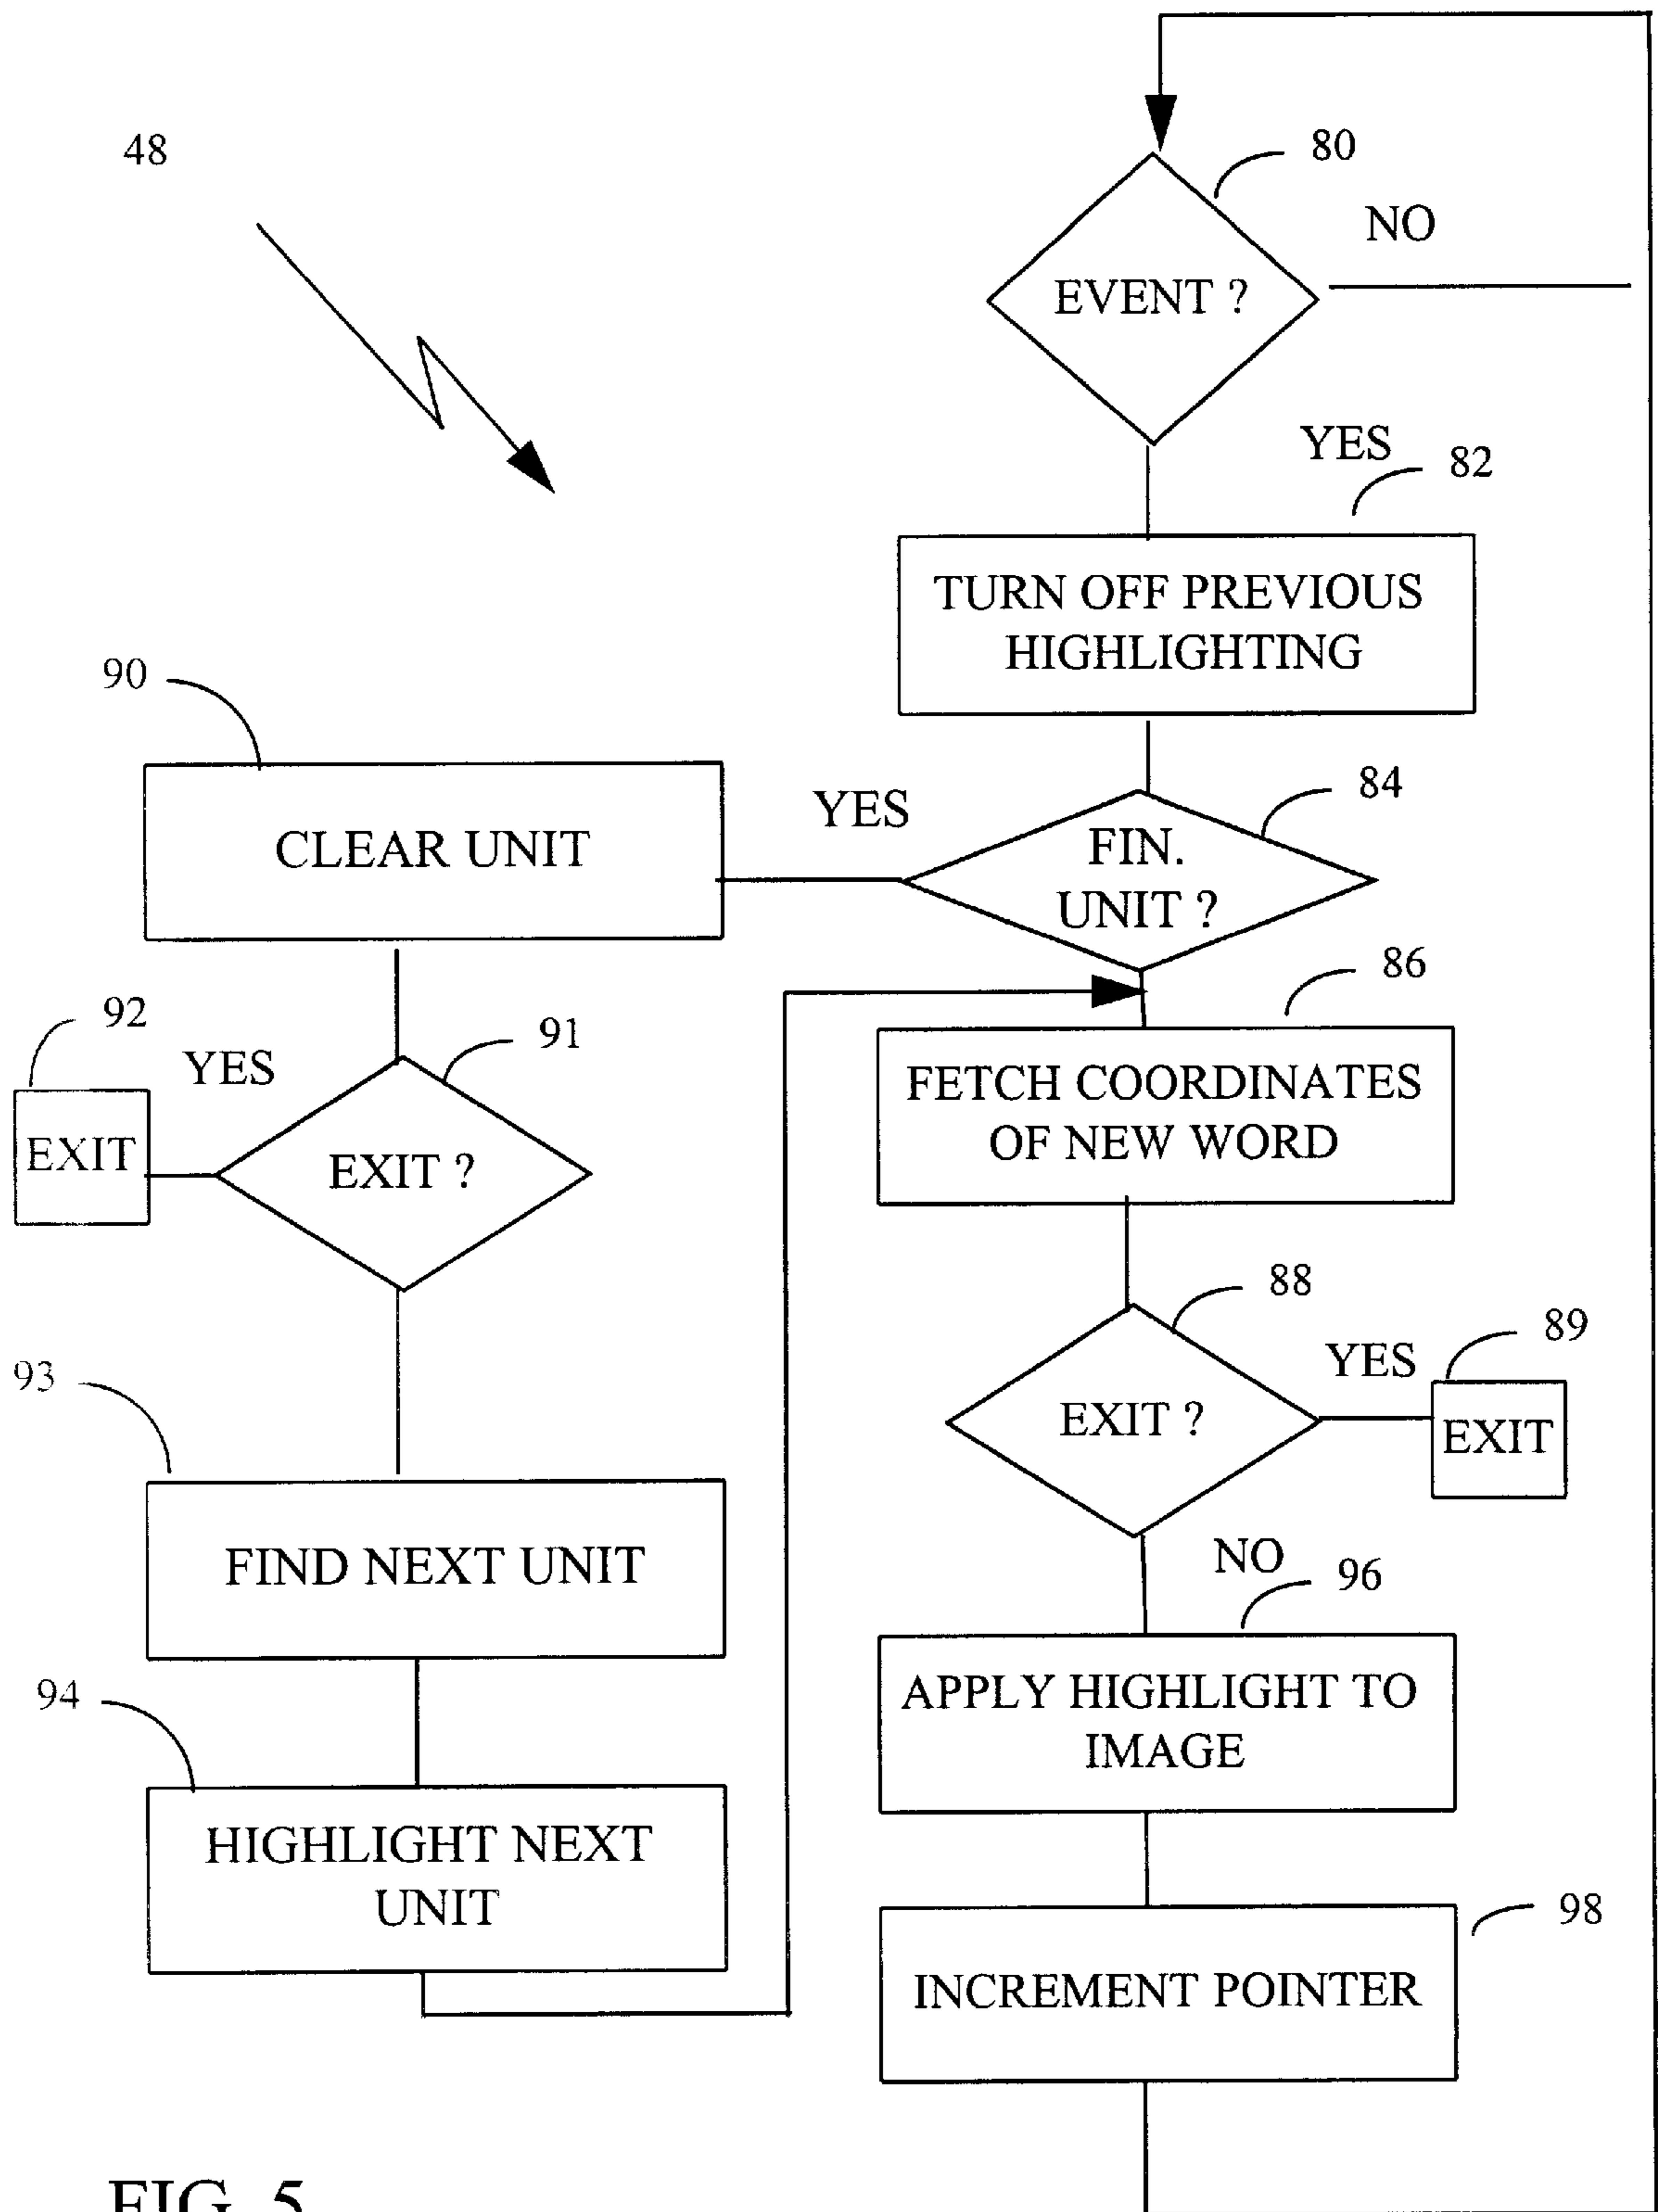 48
80
NO
EVENT ?
YES
82
TURN OFF PREVIOUS
HIGHLIGHTING
90
CLEAR UNIT
YES
84
FIN.
UNIT ?
86
FETCH COORDINATES
OF NEW WORD
92
YES
91
EXIT
EXIT ?
88
YES
89
EXIT ?
EXIT
93
FIND NEXT UNIT
NO
96
APPLY HIGHLIGHT TO
IMAGE
94
HIGHLIGHT NEXT
UNIT
98
INCREMENT POINTER
FIG. 5